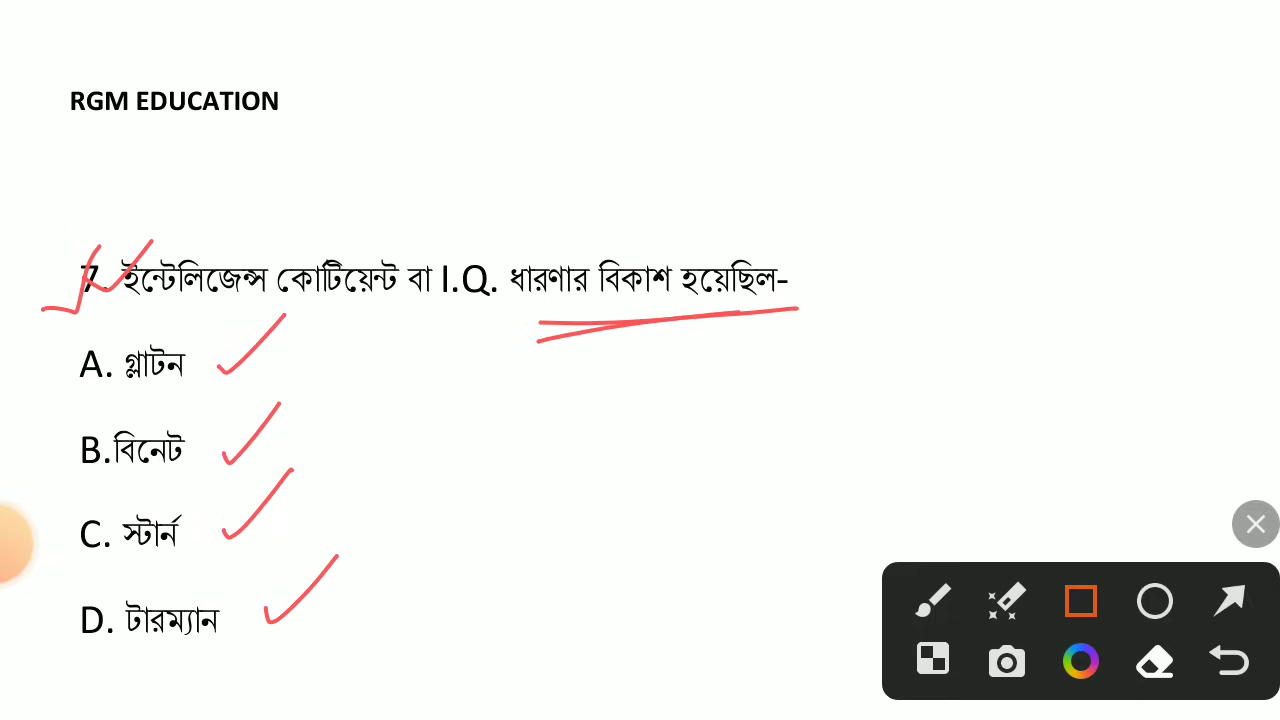 RGM EDUCATION
7. ইন্টেলিজেন্স কোটিয়েন্ট বা I.Q. ধারণার বিকাশ হয়েছিল-
A. গ্লাটন
B.বিনেট
C. স্টার্ন
D. টারম্যান